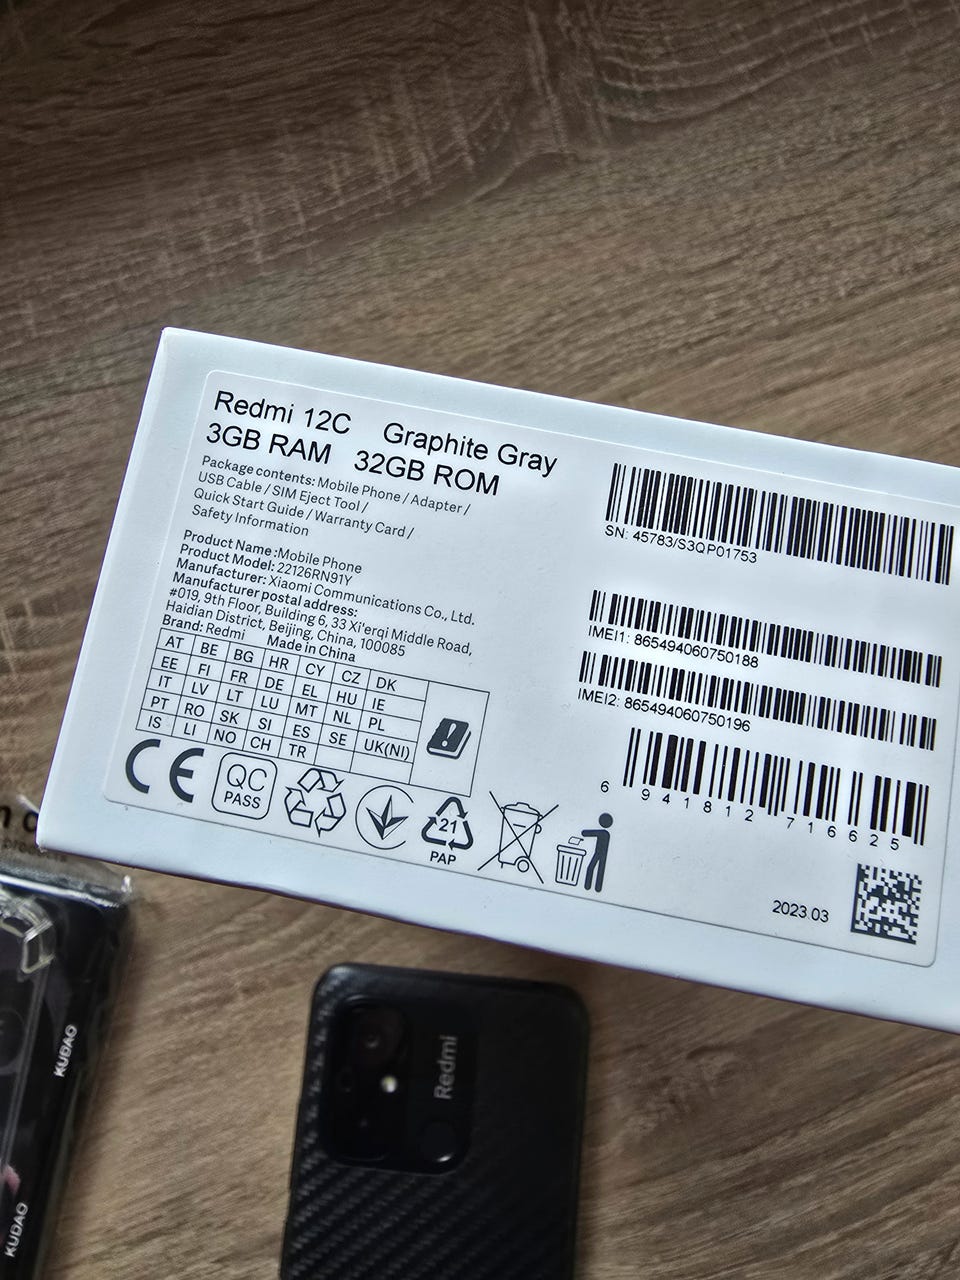 Redmi 12C Graphite Gray
3GB RAM 32GB ROM
Package contents: Mobile Phone / Adapter /
USB Cable / SIM Eject Tool /
Quick Start Guide / Warranty Card /
Safety Information
Product Name :Mobile Phone
Product Model: 22126RN91Y
Manufacturer: Xiaomi Communications Co., Ltd.
Manufacturer postal address:
#019, 9th Floor, Building 6, 33 Xi'erqi Middle Road,
Haidian District, Beijing, China, 100085
Brand: Redmi Made in China
AT BE BG HR CY CZ DK
EE FI FR DE EL HU IE
IT LV LT LU MT NL PL
PT RO SK SI ES SE UK(NI)
IS LI NO CH TR
CE
QC
PASS
21
PAP
SN: 45783/S3QP01753
IMEI1: 865494060750188
IMEI2: 865494060750196
6 941812 716625
2023.03
Redmi
KUDAO
KUDAO